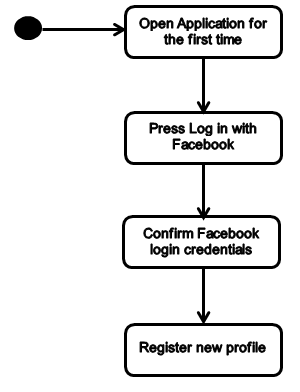 Open Application for
the first time
Press Log in with
Facebook
Confirm Facebook
login credentials
Register new profile